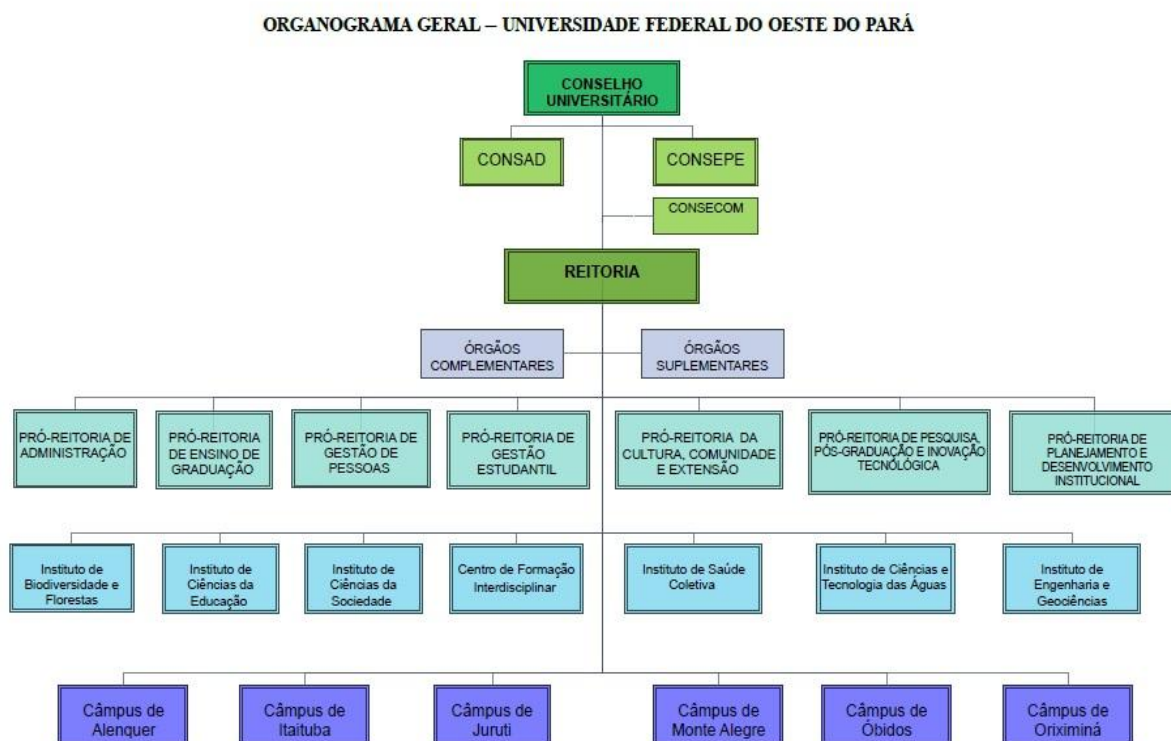 ORGANOGRAMA GERAL – UNIVERSIDADE FEDERAL DO OESTE DO PARÁ
CONSELHO
UNIVERSITÁRIO
CONSAD
CONSEPE
CONSECOM
REITORIA
ÓRGÃOS
COMPLEMENTARES
ÓRGÃOS
SUPLEMENTARES
PRÓ-REITORIA DE
ADMINISTRAÇÃO
PRÓ-REITORIA
DE ENSINO DE
GRADUAÇÃO
PRÓ-REITORIA DE
GESTÃO DE
PESSOAS
PRÓ-REITORIA DE
GESTÃO
ESTUDANTIL
PRÓ-REITORIA DA
CULTURA, COMUNIDADE
E EXTENSÃO
PRÓ-REITORIA DE PESQUISA,
PÓS-GRADUAÇÃO E INOVAÇÃO
TECNOLÓGICA
PRÓ-REITORIA DE
PLANEJAMENTO E
DESENVOLVIMENTO
INSTITUCIONAL
Instituto de
Biodiversidade e
Florestas
Instituto de
Ciências da
Educação
Instituto de
Ciências da
Sociedade
Centro de Formação
Interdisciplinar
Instituto de Saúde
Coletiva
Instituto de Ciências e
Tecnologia das Águas
Instituto de
Engenharia e
Geociências
Câmpus de
Alenquer
Câmpus de
Itaituba
Câmpus de
Juruti
Câmpus de
Monte Alegre
Câmpus de
Óbidos
Câmpus de
Oriximiná